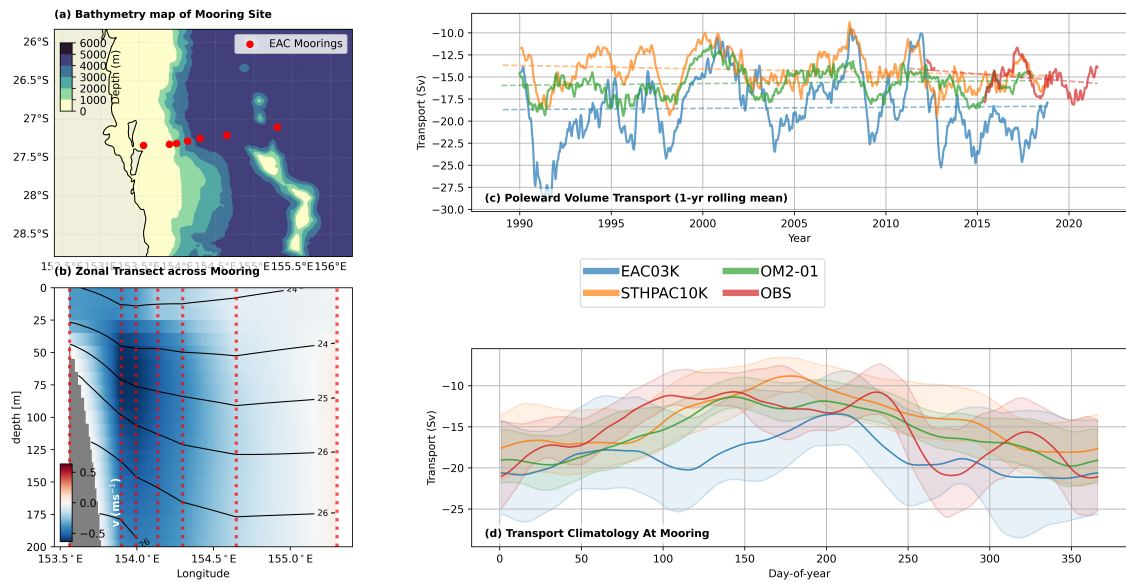 (a) Bathymetry map of Mooring Site
26°S
26.5°S
27°S
27.5°S
28°S
28.5°S
6000
5000
4000
3000
2000
1000
0
Depth (m)
EAC Moorings
153.5°E
154°E
154.5°E
155°E
155.5°E
156°E
(b) Zonal Transect across Mooring
0
25
50
75
100
125
150
175
200
depth [m]
24
24
25
26
26
26
0.5
0.0
−0.5
v (ms⁻¹)
153.5°E
154.0°E
154.5°E
155.0°E
Longitude
−10.0
−12.5
−15.0
−17.5
−20.0
−22.5
−25.0
−27.5
−30.0
Transport (Sv)
(c) Poleward Volume Transport (1-yr rolling mean)
1990 1995 2000 2005 2010 2015 2020
Year
EAC03K
STHPAC10K
OM2-01
OBS
−10
−15
−20
−25
Transport (Sv)
(d) Transport Climatology At Mooring
0 50 100 150 200 250 300 350
Day-of-year